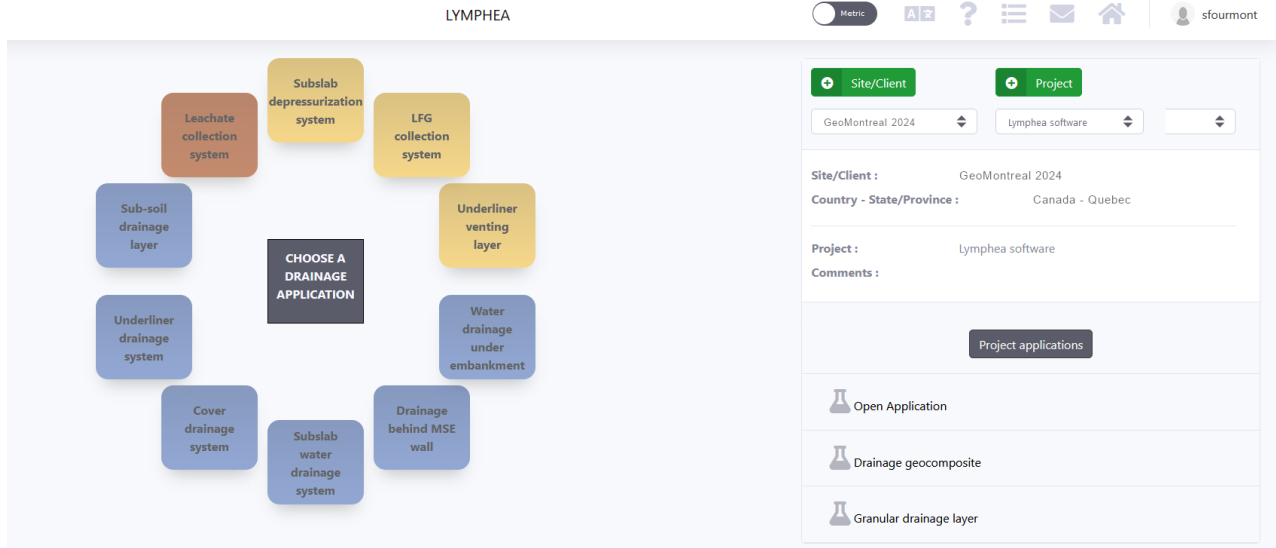 LYMPHEA
Metric
A
?
sfourmont
Subslab
depressurization
system
LFG
collection
system
Underliner
venting
layer
Water
drainage
under
embankment
Drainage
behind MSE
wall
Subslab
water
drainage
system
Cover
drainage
system
Underliner
drainage
system
Sub-soil
drainage
layer
Leachate
collection
system
CHOOSE A
DRAINAGE
APPLICATION
Site/Client
Project
GeoMontreal 2024
Lymphea software
Site/Client : GeoMontreal 2024
Country - State/Province : Canada - Quebec
Project : Lymphea software
Comments :
Project applications
Open Application
Drainage geocomposite
Granular drainage layer